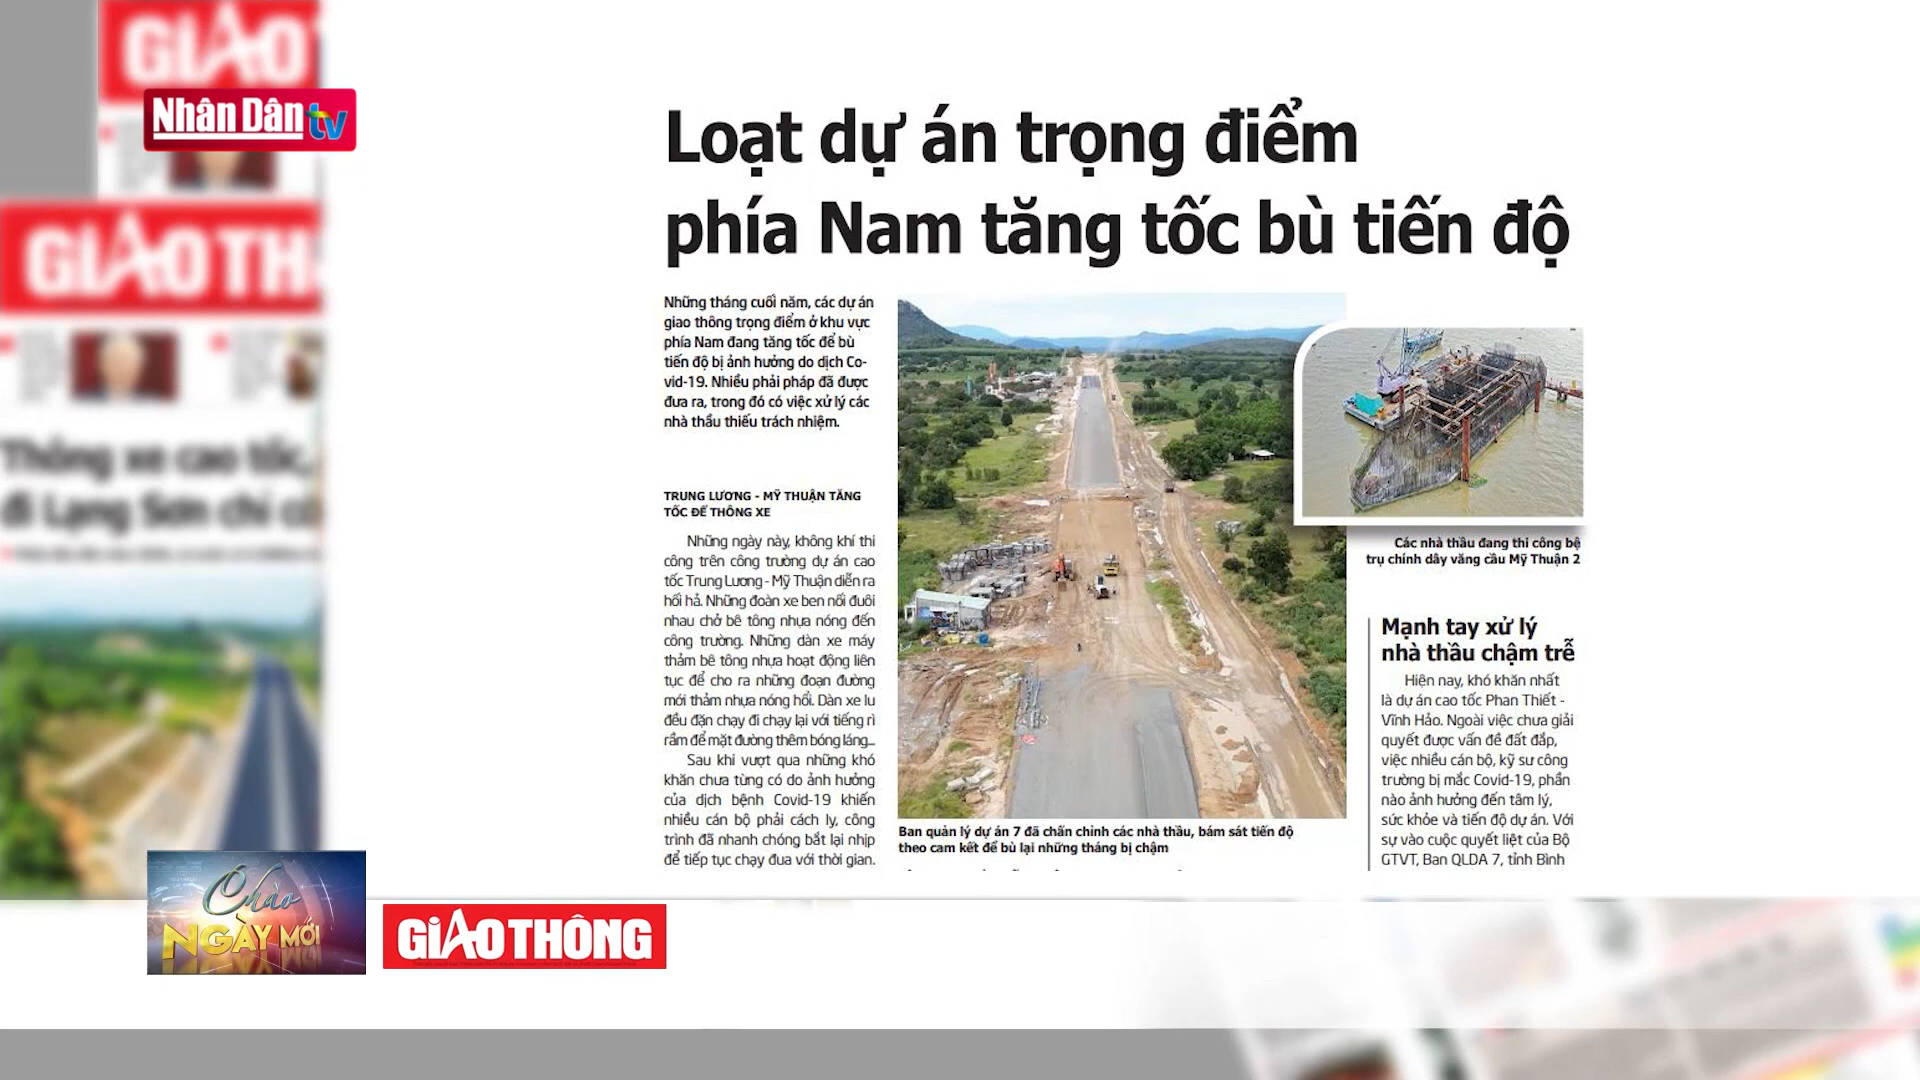 GIAO
Nhân Dân tv
GIAO TH
Thông xe cao tốc,
đi Lạng Sơn chỉ
Loạt dự án trọng điểm
phía Nam tăng tốc bù tiến độ
Những tháng cuối năm, các dự án
giao thông trọng điểm ở khu vực
phía Nam đang tăng tốc để bù
tiến độ bị ảnh hưởng do dịch Co-
vid-19. Nhiều phải pháp đã được
đưa ra, trong đó có việc xử lý các
nhà thầu thiếu trách nhiệm.
TRUNG LƯƠNG - MỸ THUẬN TĂNG
TỐC ĐỂ THÔNG XE
Những ngày này, không khí thi
công trên công trường dự án cao
tốc Trung Lương - Mỹ Thuận diễn ra
hối hả. Những đoàn xe ben nối đuôi
nhau chở bê tông nhựa nóng đến
công trường. Những dàn xe máy
thảm bê tông nhựa hoạt động liên
tục để cho ra những đoạn đường
mới thảm nhựa nóng hổi. Dàn xe lu
đều đặn chạy đi chạy lại với tiếng rì
rầm để mặt đường thêm bóng láng...
Sau khi vượt qua những khó
khăn chưa từng có do ảnh hưởng
của dịch bệnh Covid-19 khiến
nhiều cán bộ phải cách ly, công
trình đã nhanh chóng bắt lại nhịp
để tiếp tục chạy đua với thời gian.
Ban quản lý dự án 7 đã chấn chỉnh các nhà thầu, bám sát tiến độ
theo cam kết để bù lại những tháng bị chậm
Các nhà thầu đang thi công bệ
trụ chính dây văng cầu Mỹ Thuận 2
Mạnh tay xử lý
nhà thầu chậm trễ
Hiện nay, khó khăn nhất
là dự án cao tốc Phan Thiết -
Vĩnh Hảo. Ngoài việc chưa giải
quyết được vấn đề đất đắp,
việc nhiều cán bộ, kỹ sư công
trường bị mắc Covid-19, phần
nào ảnh hưởng đến tâm lý,
sức khỏe và tiến độ dự án. Với
sự vào cuộc quyết liệt của Bộ
GTVT, Ban QLDA 7, tỉnh Bình
Chào
NGÀY MỚI
GIAO THÔNG